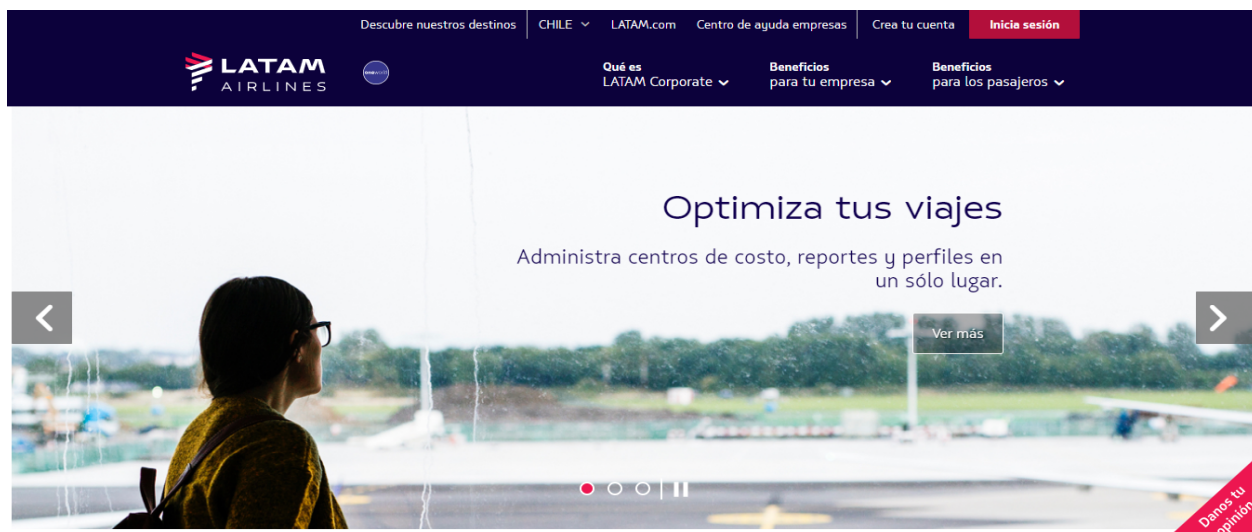 Descubre nuestros destinos CHILE LATAM.com Centro de ayuda empresas Crea tu cuenta Inicia sesión
LATAM
AIRLINES
oneworld
Qué es
LATAM Corporate
Beneficios
para tu empresa
Beneficios
para los pasajeros
Optimiza tus viajes
Administra centros de costo, reportes y perfiles en
un sólo lugar.
Ver más
Danos tu
opinión